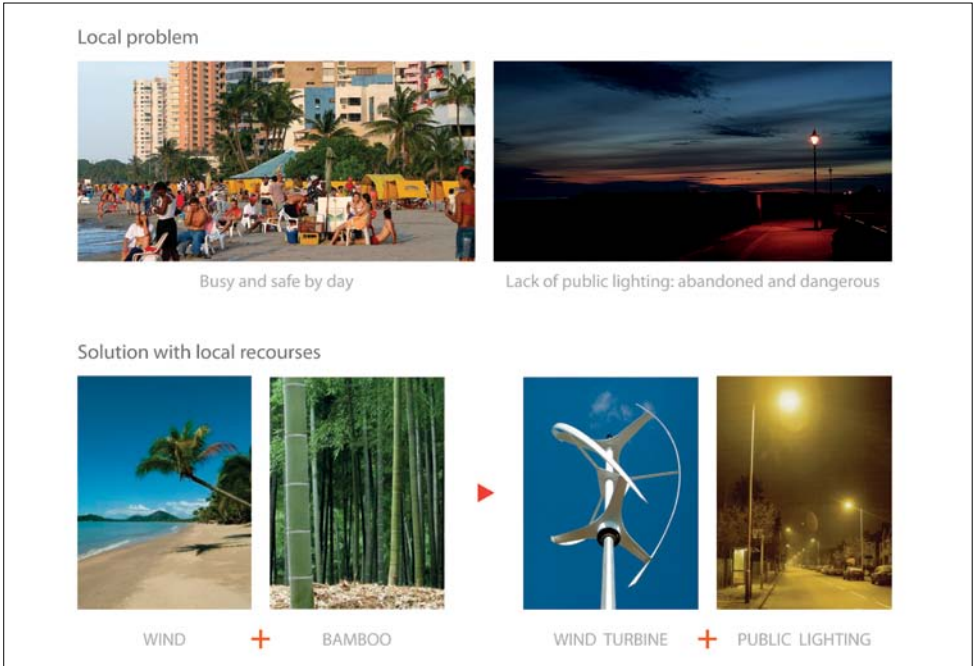 Local problem
Busy and safe by day
Lack of public lighting: abandoned and dangerous
Solution with local recourses
WIND + BAMBOO
WIND TURBINE + PUBLIC LIGHTING